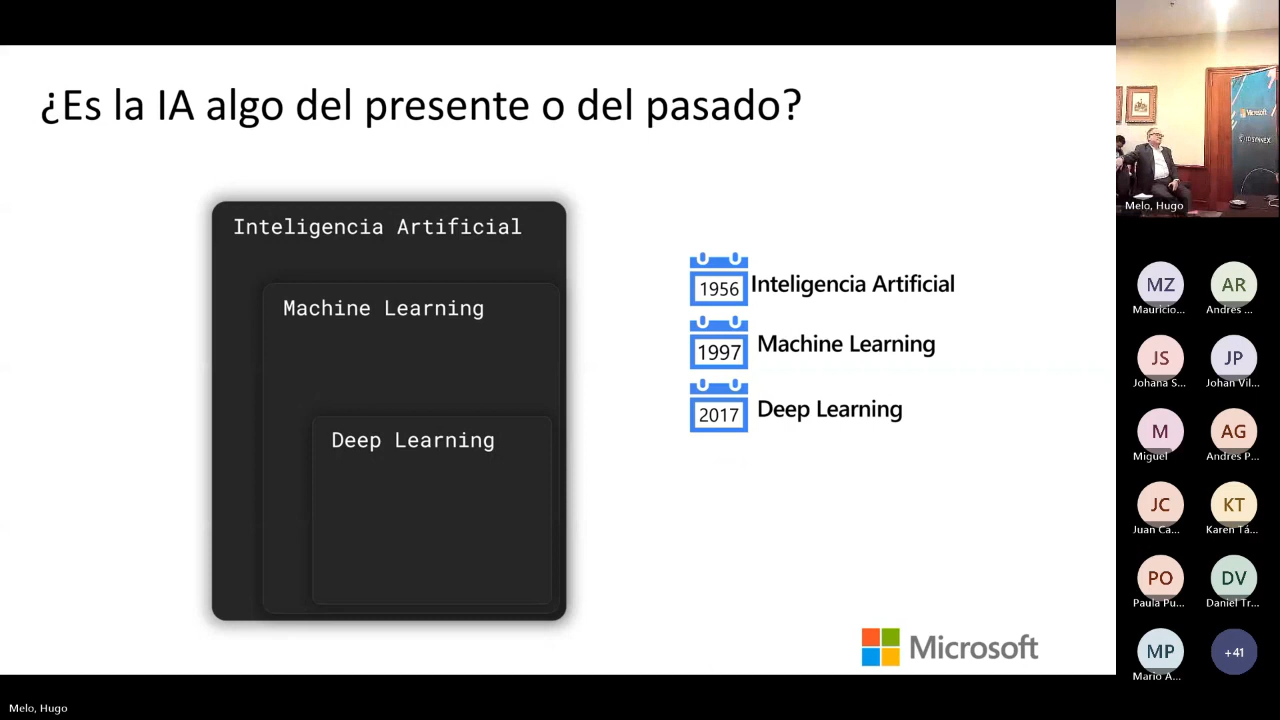 ¿Es la IA algo del presente o del pasado?
Inteligencia Artificial
Machine Learning
Deep Learning
1956 Inteligencia Artificial
1997 Machine Learning
2017 Deep Learning
Microsoft
Microsoft
Melo, Hugo
MZ
Mauricio...
AR
Andres ...
JS
Johana S...
JP
Johan Vil...
M
Miguel
AG
Andres P...
JC
Juan Ca...
KT
Karen Tá...
PO
Paula Pu...
DV
Daniel Tr...
MP
Mario A...
+41
Melo, Hugo